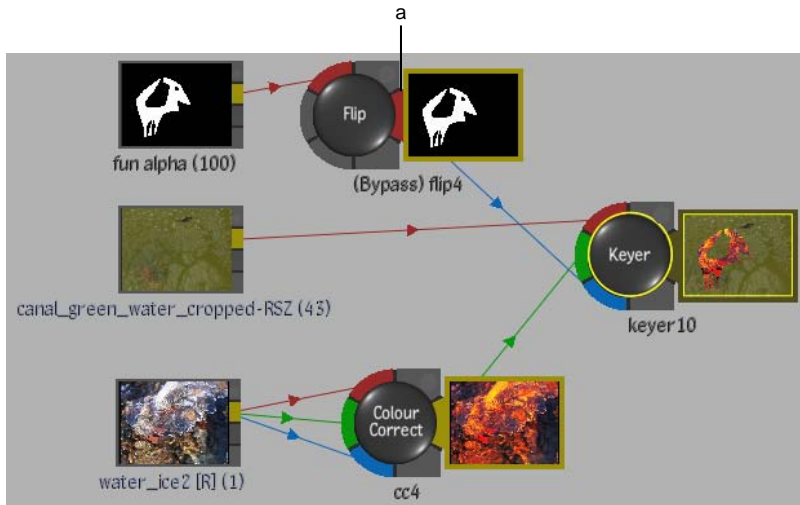 a
Flip
fun alpha (100)
(Bypass) flip4
Keyer
canal_green_water_cropped-RSZ (43)
keyer10
Colour
Correct
water_ice2 [R] (1)
cc4